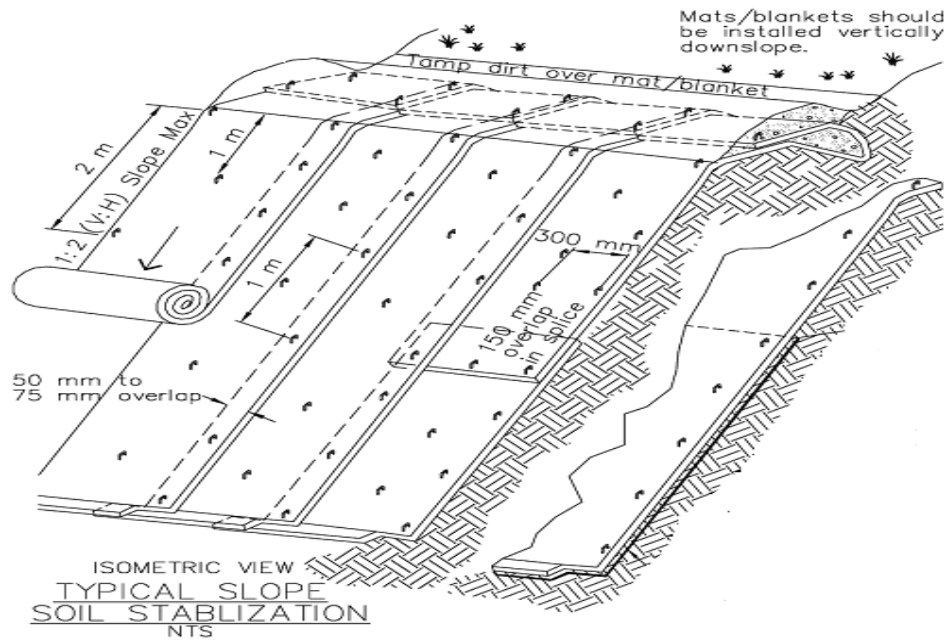 Mats/blankets should
be installed vertically
downslope.
Tamp dirt over mat/blanket
2 m
1 m
1:2 (V:H) Slope Max
300 mm
1 m
150 mm
overlap
in splice
50 mm to
75 mm overlap
ISOMETRIC VIEW
TYPICAL SLOPE
SOIL STABLIZATION
NTS